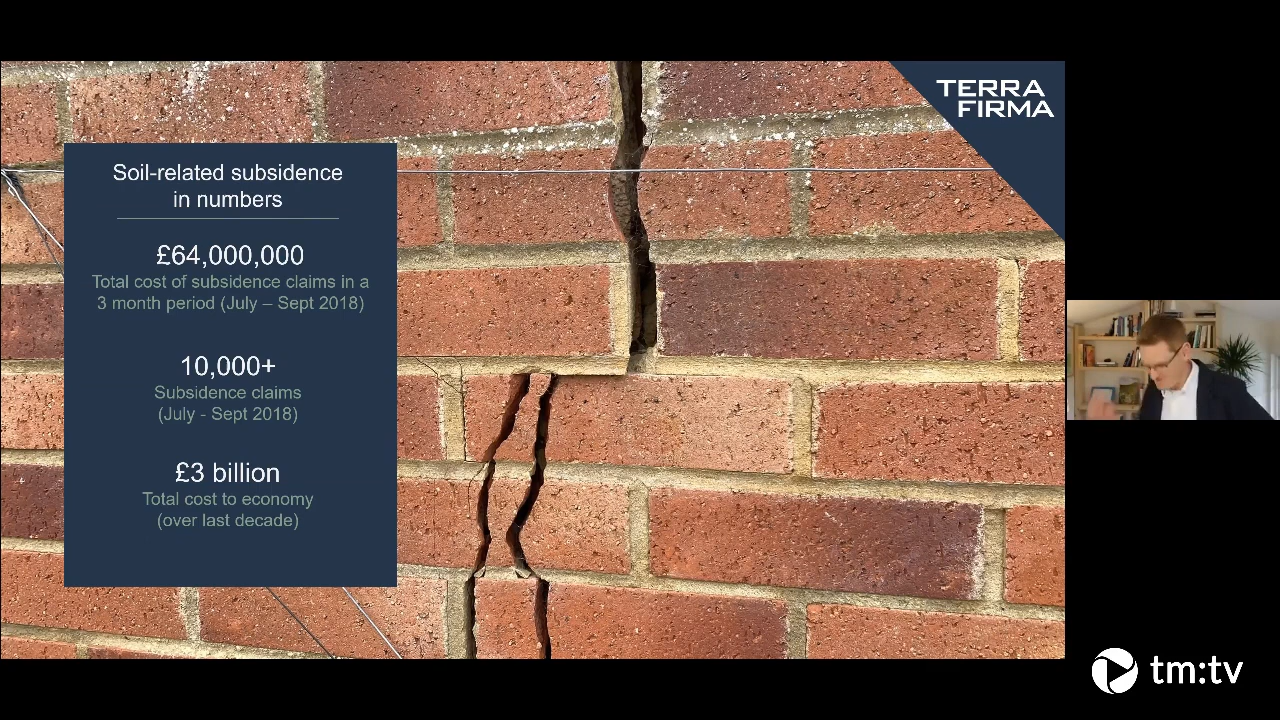 TERRA
FIRMA
Soil-related subsidence
in numbers
£64,000,000
Total cost of subsidence claims in a
3 month period (July – Sept 2018)
10,000+
Subsidence claims
(July - Sept 2018)
£3 billion
Total cost to economy
(over last decade)
tm:tv